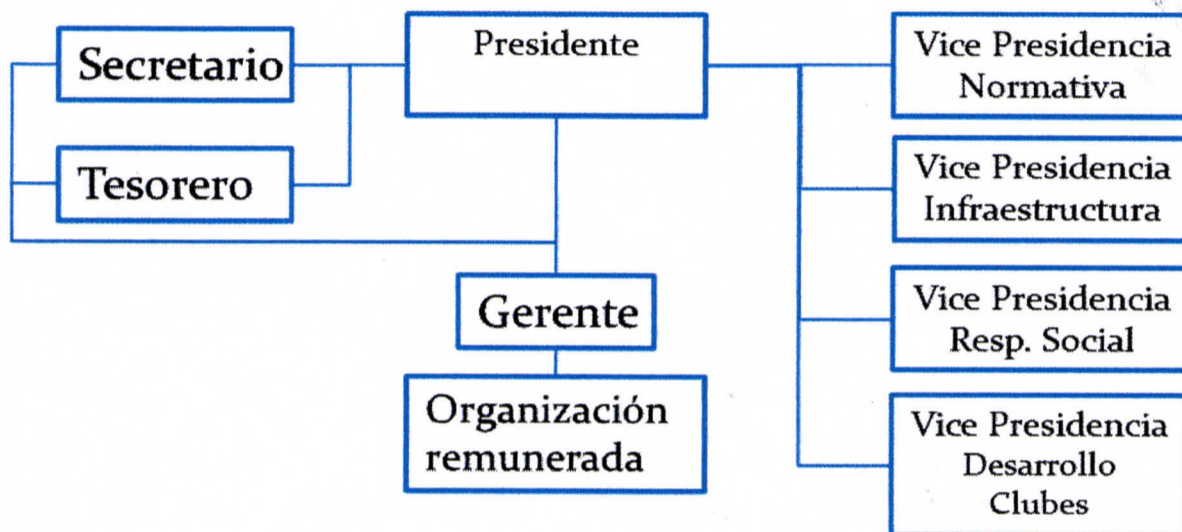 Secretario
Tesorero
Presidente
Gerente
Organización
remunerada
Vice Presidencia
Normativa
Vice Presidencia
Infraestructura
Vice Presidencia
Resp. Social
Vice Presidencia
Desarrollo
Clubes